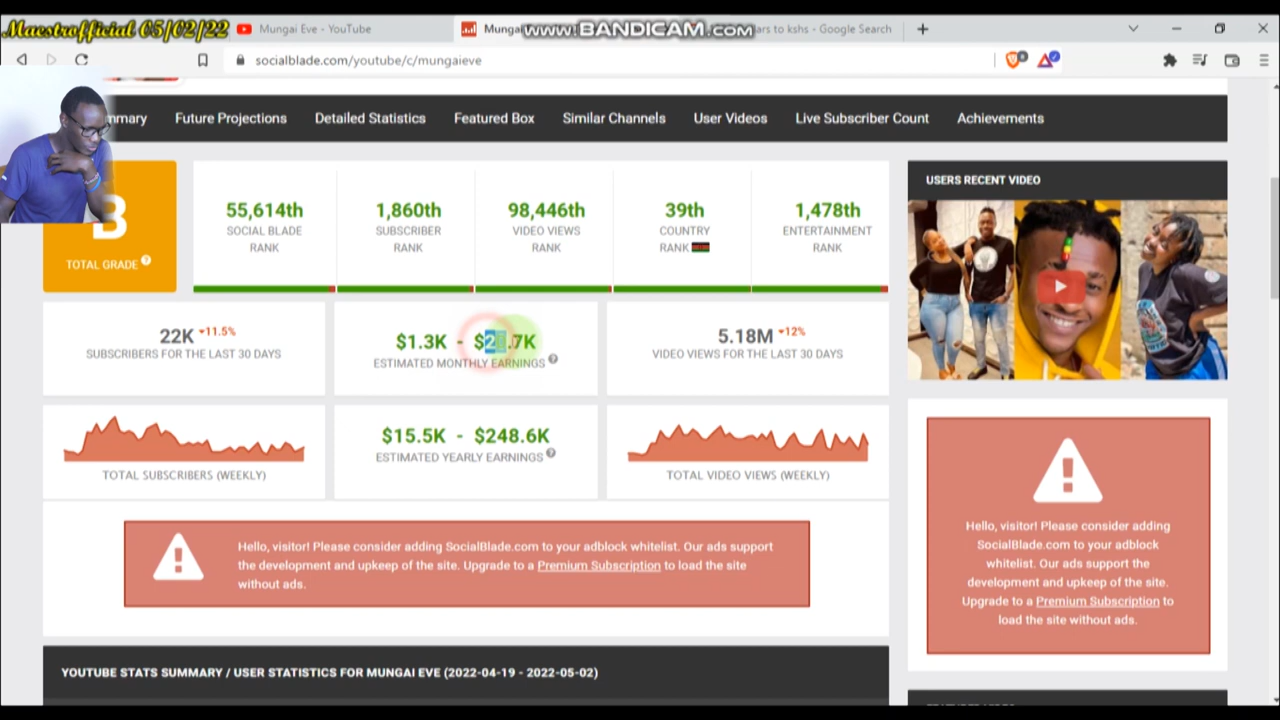 Maestrofficial 05/02/22
Mungai Eve - YouTube
Munga
www.BANDICAM.com
ars to kshs - Google Search
socialblade.com/youtube/c/mungaieve
mmary
Future Projections
Detailed Statistics
Featured Box
Similar Channels
User Videos
Live Subscriber Count
Achievements
B
TOTAL GRADE
55,614th
SOCIAL BLADE
RANK
1,860th
SUBSCRIBER
RANK
98,446th
VIDEO VIEWS
RANK
39th
COUNTRY
RANK
1,478th
ENTERTAINMENT
RANK
USERS RECENT VIDEO
22K 11.5%
SUBSCRIBERS FOR THE LAST 30 DAYS
$1.3K - $2 .7K
ESTIMATED MONTHLY EARNINGS
5.18M 12%
VIDEO VIEWS FOR THE LAST 30 DAYS
TOTAL SUBSCRIBERS (WEEKLY)
$15.5K - $248.6K
ESTIMATED YEARLY EARNINGS
TOTAL VIDEO VIEWS (WEEKLY)
Hello, visitor! Please consider adding SocialBlade.com to your adblock whitelist. Our ads support
the development and upkeep of the site. Upgrade to a Premium Subscription to load the site
without ads.
Hello, visitor! Please consider adding
SocialBlade.com to your adblock
whitelist. Our ads support the
development and upkeep of the site.
Upgrade to a Premium Subscription to
load the site without ads.
YOUTUBE STATS SUMMARY / USER STATISTICS FOR MUNGAI EVE (2022-04-19 - 2022-05-02)